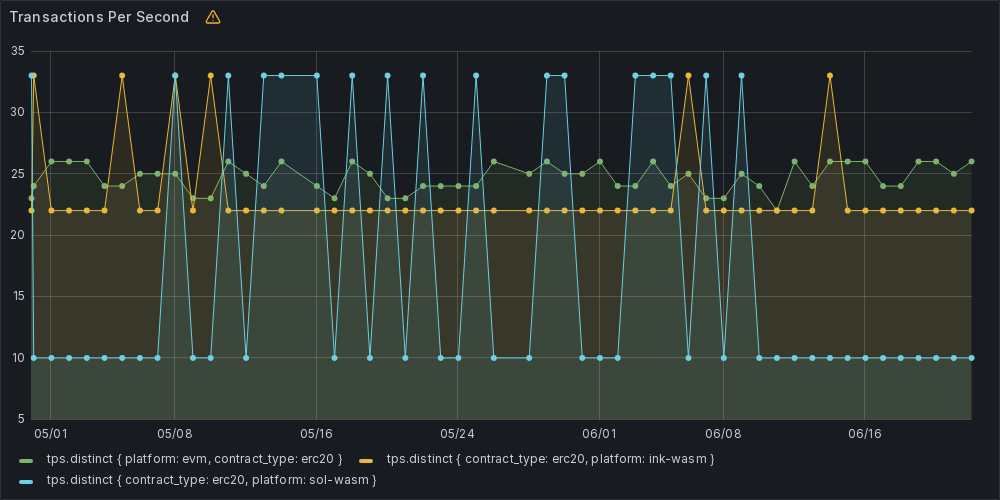 Transactions Per Second
35
30
25
20
15
10
5
05/01 05/08 05/16 05/24 06/01 06/08 06/16
tps.distinct { platform: evm, contract_type: erc20 } tps.distinct { contract_type: erc20, platform: ink-wasm }
tps.distinct { contract_type: erc20, platform: sol-wasm }